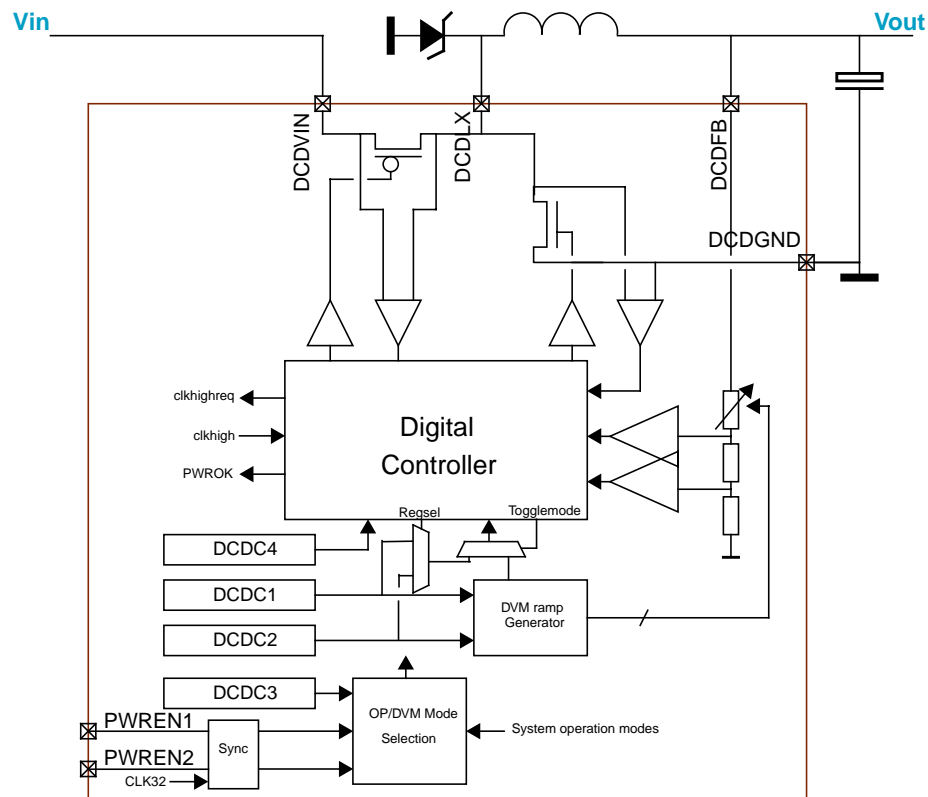 Vin
Vout
DCDVIN
DCDLX
DCDFB
DCDGND
clkhighreq
clkhigh
PWROK
Digital
Controller
Regsel
Togglemode
DCDC4
DCDC1
DCDC2
DVM ramp
Generator
DCDC3
OP/DVM Mode
Selection
System operation modes
PWREN1
PWREN2
Sync
CLK32